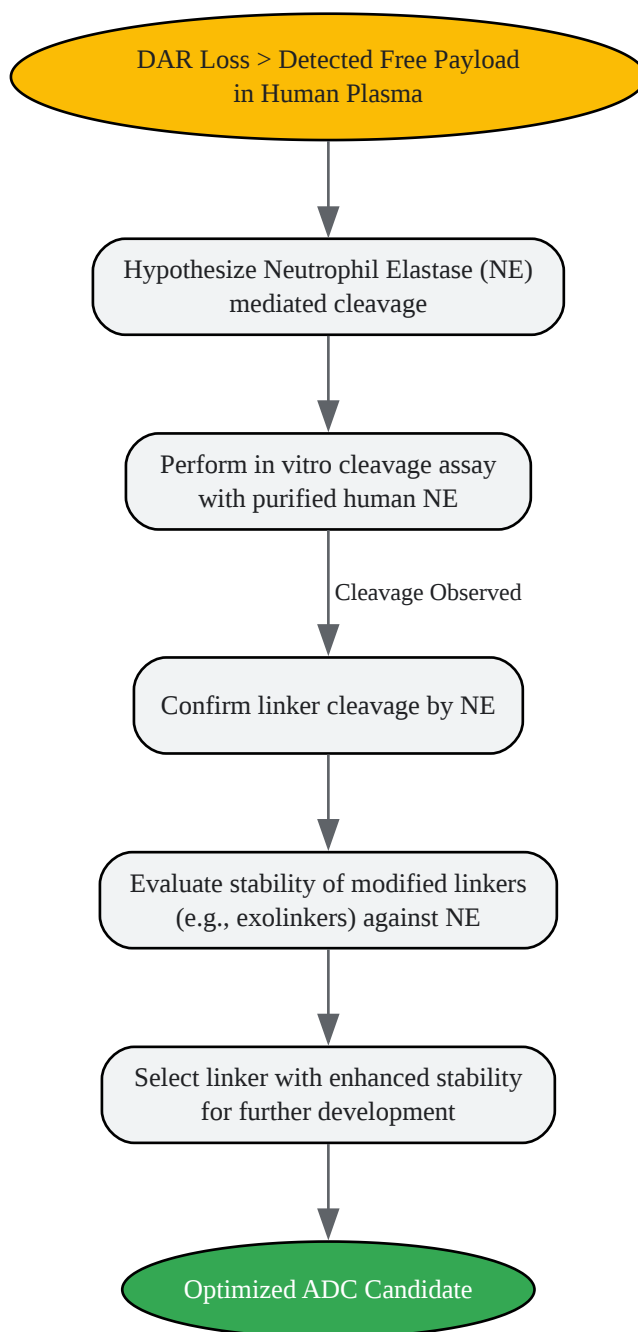 DAR Loss > Detected Free Payload
in Human Plasma
Hypothesize Neutrophil Elastase (NE)
mediated cleavage
Perform in vitro cleavage assay
with purified human NE
Cleavage Observed
Confirm linker cleavage by NE
Evaluate stability of modified linkers
(e.g., exolinkers) against NE
Select linker with enhanced stability
for further development
Optimized ADC Candidate